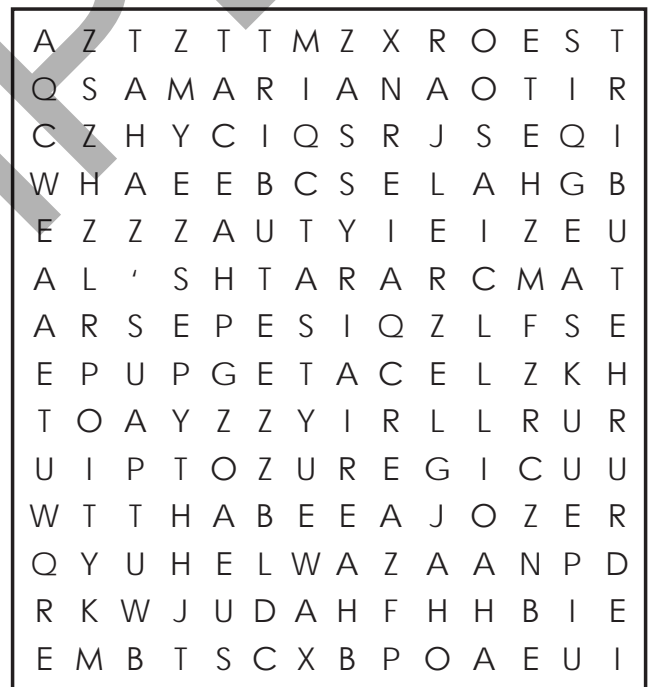 A Z T Z T T M Z X R O E S T
Q S A M A R I A N A O T I R
C Z H Y C I Q S R J S E Q I
W H A E E B C S E L A H G B
E Z Z Z A U T Y I E I Z E U
A L ' S H T A R A R C M A T
A R S E P E S I Q Z L F S E
E P U P G E T A C E L Z K H
T O A Y Z Z Y I R L L R U R
U I P T O Z U R E G I C U U
W T T H A B E E A J O Z E R
Q Y U H E L W A Z A A N P D
R K W J U D A H F H H B I E
E M B T S C X B P O A E U I